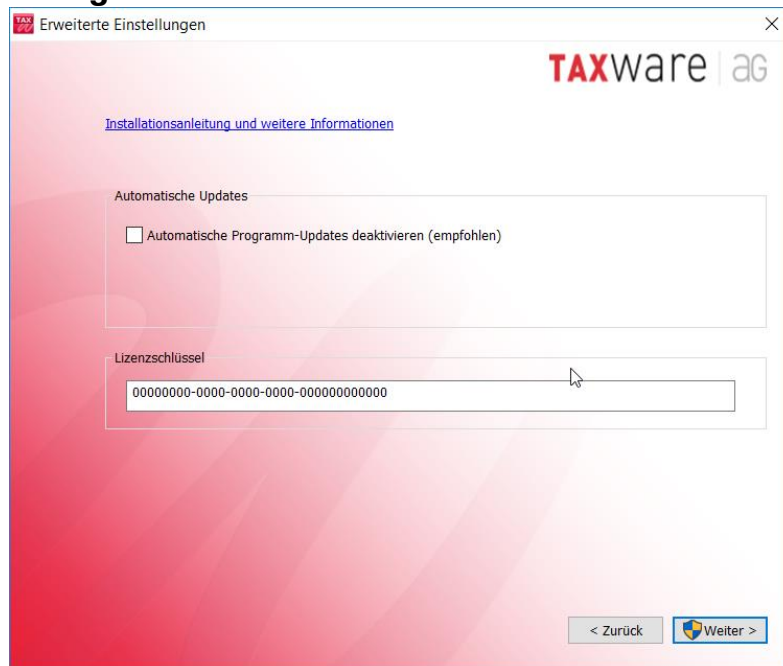 Erweiterte Einstellungen
TAXware AG
Installationsanleitung und weitere Informationen
Automatische Updates
Automatische Programm-Updates deaktivieren (empfohlen)
Lizenzschlüssel
00000000-0000-0000-0000-000000000000
< Zurück
Weiter >